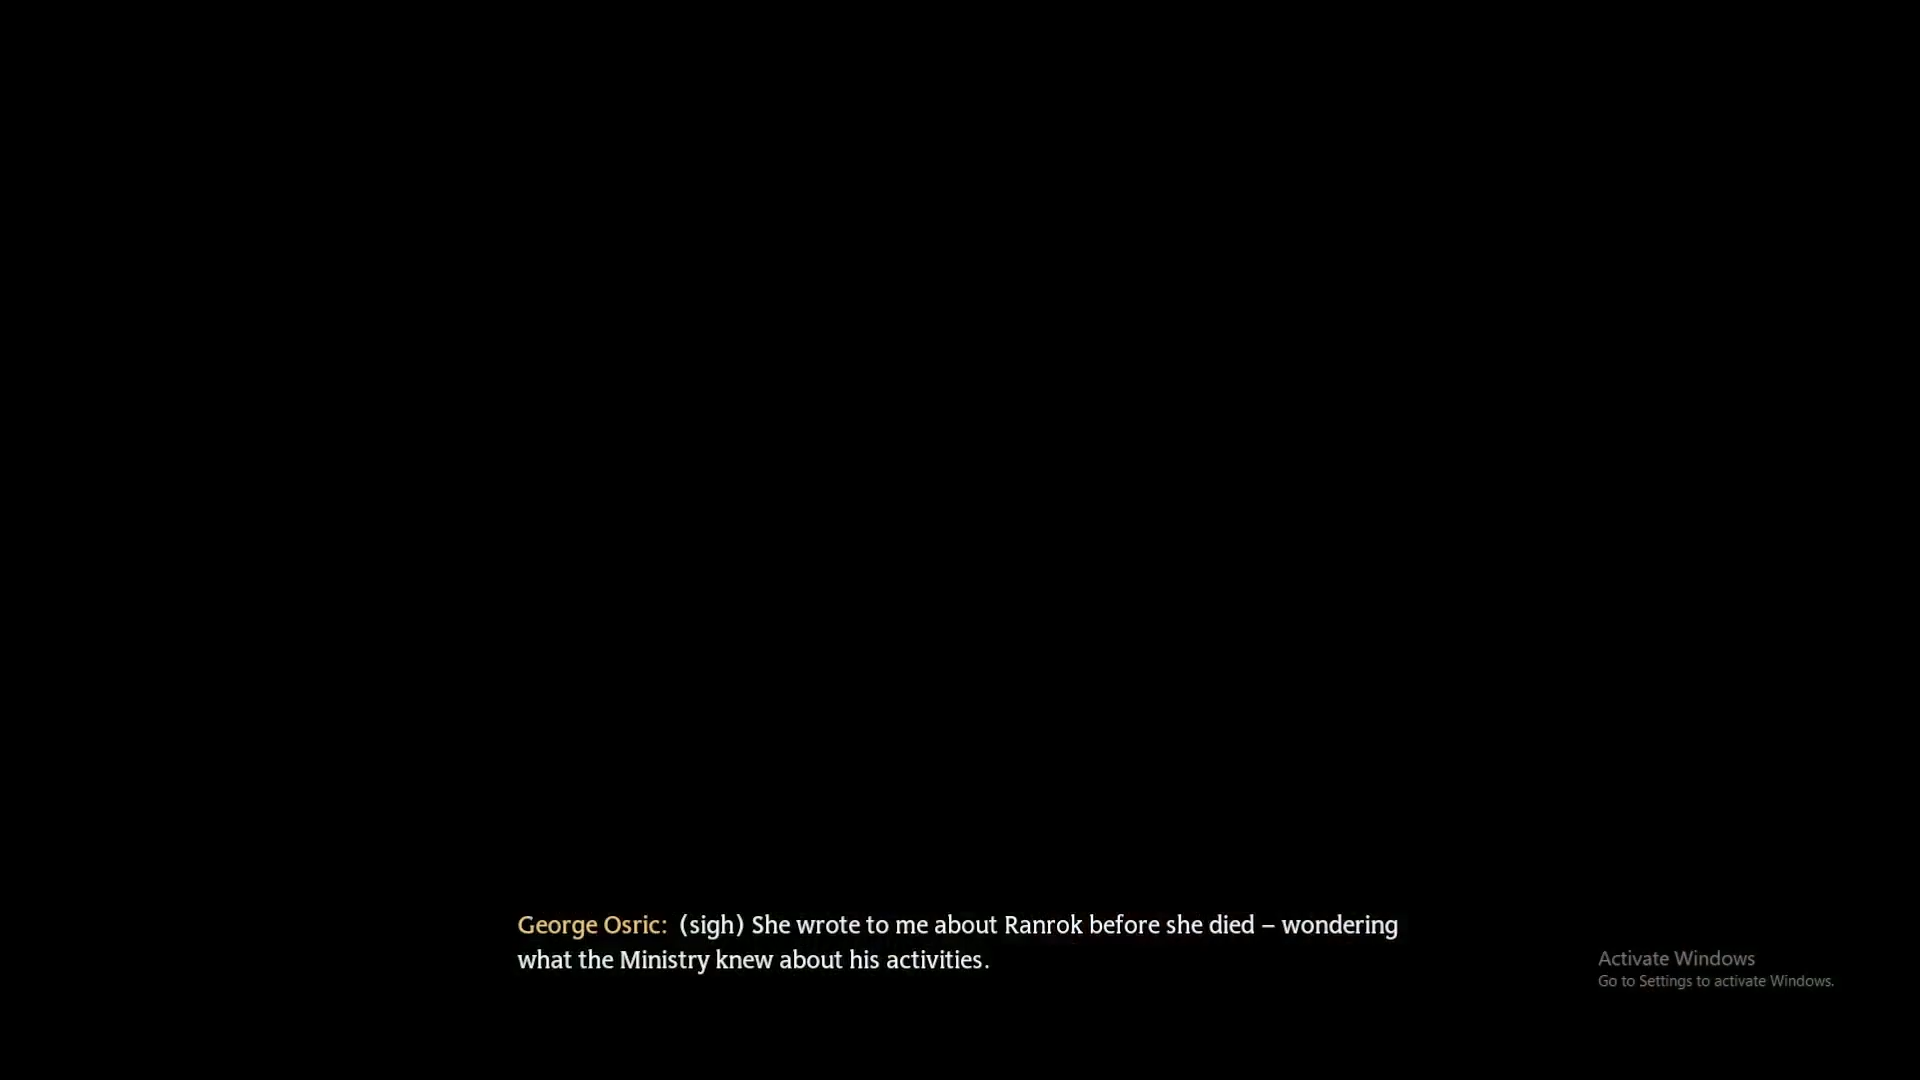 George Osric: (sigh) She wrote to me about Ranrok before she died – wondering
what the Ministry knew about his activities.
Activate Windows
Go to Settings to activate Windows.